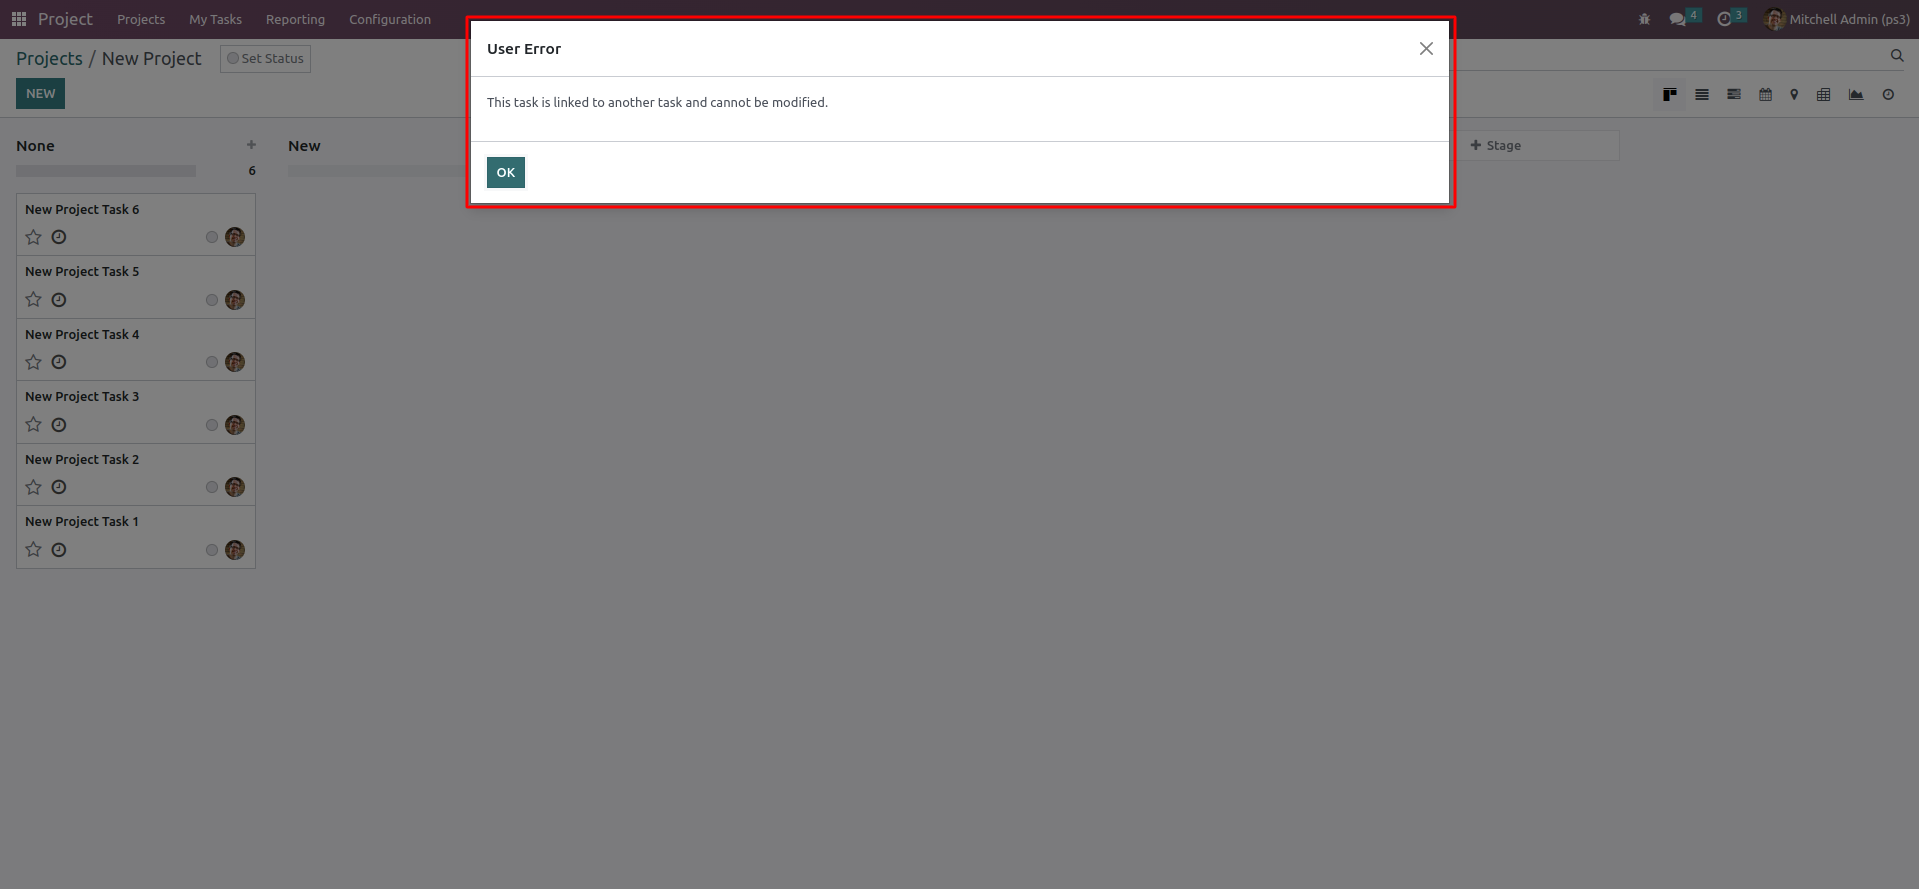 Project Projects My Tasks Reporting Configuration 4 3 Mitchell Admin (ps3)
Projects / New Project Set Status
NEW
User Error
This task is linked to another task and cannot be modified.
OK
None + New + Stage
6
New Project Task 6
New Project Task 5
New Project Task 4
New Project Task 3
New Project Task 2
New Project Task 1